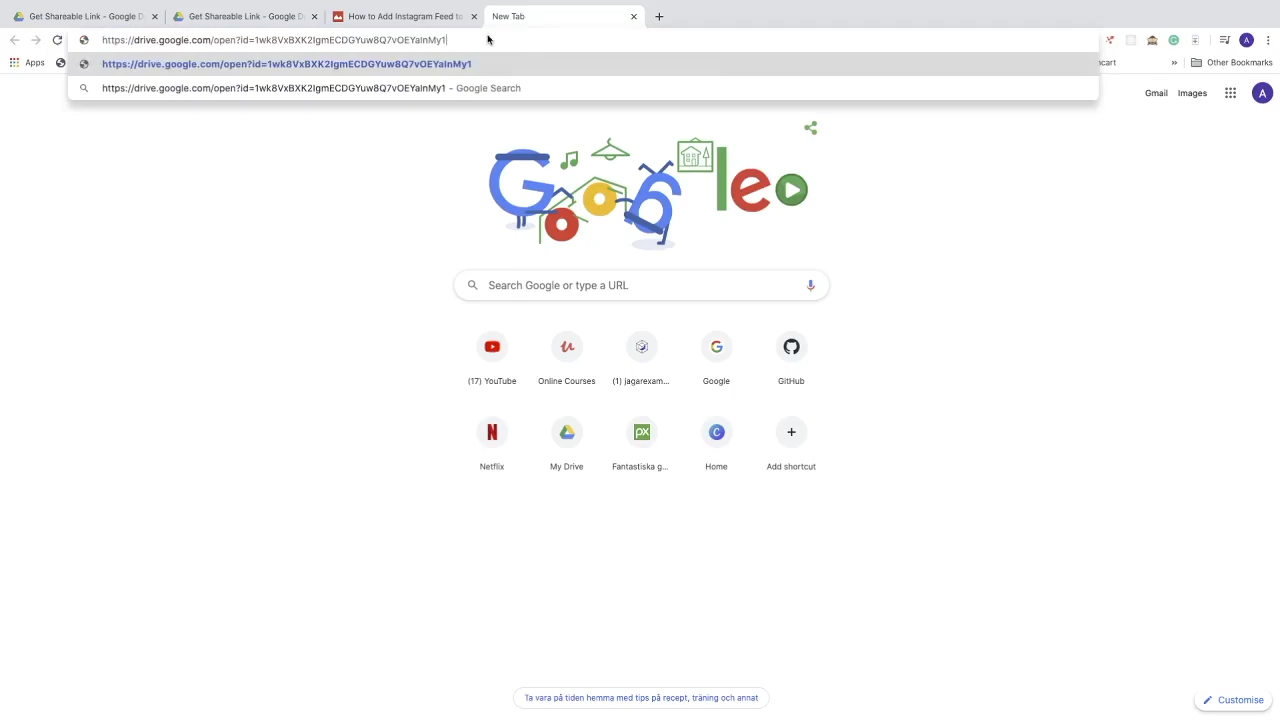 Get Shareable Link - Google D
Get Shareable Link - Google D
How to Add Instagram Feed to
New Tab
https://drive.google.com/open?id=1wk8VxBXK2IgmECDGYuw8Q7vOEYaInMy1
A
Apps
https://drive.google.com/open?id=1wk8VxBXK2IgmECDGYuw8Q7vOEYaInMy1
ncart
»
Other Bookmarks
https://drive.google.com/open?id=1wk8VxBXK2IgmECDGYuw8Q7vOEYaInMy1 - Google Search
Gmail
Images
A
Google
Search Google or type a URL
(17) YouTube
Online Courses
(1) jagarexam...
Google
GitHub
Netflix
My Drive
Fantastiska g...
Home
Add shortcut
Ta vara på tiden hemma med tips på recept, träning och annat
Customise